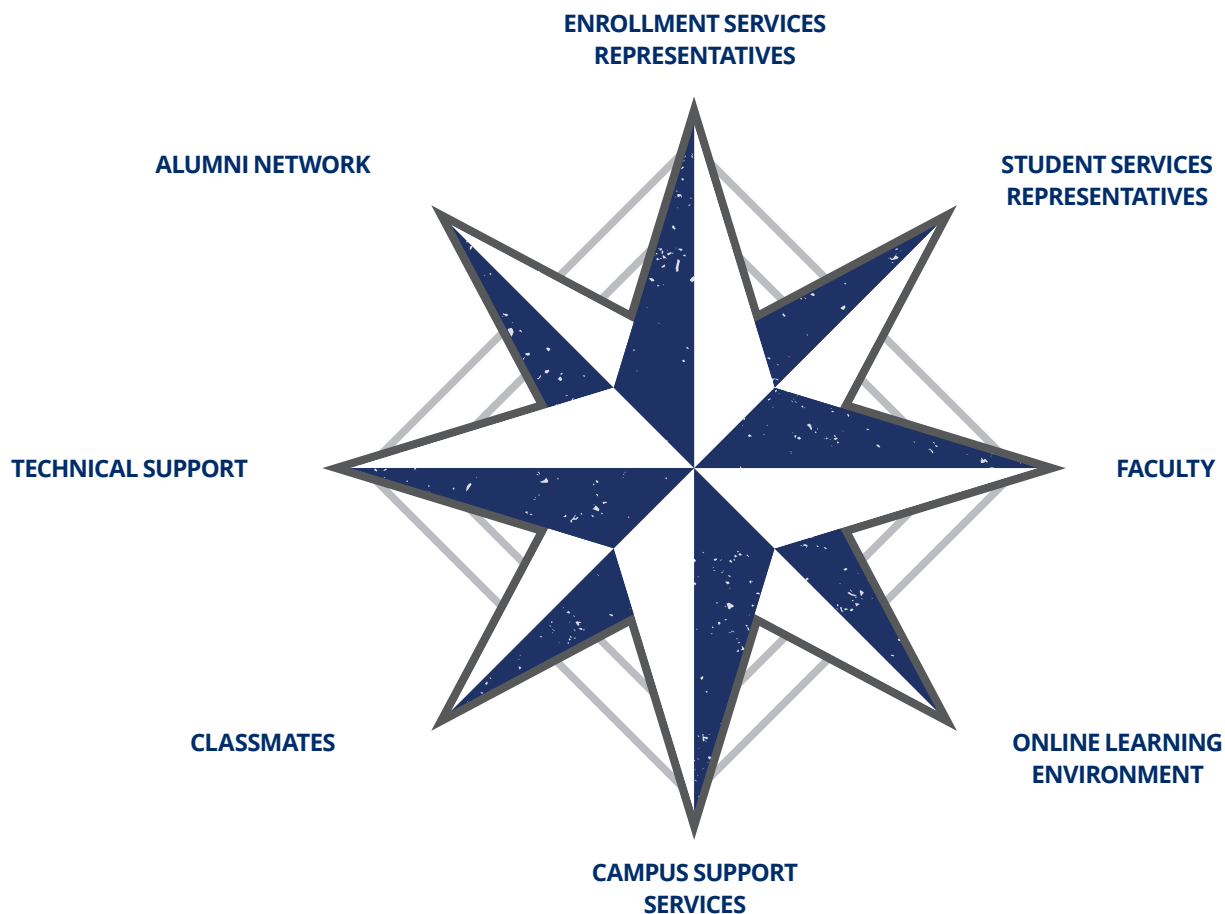 ENROLLMENT SERVICES
REPRESENTATIVES
ALUMNI NETWORK
STUDENT SERVICES
REPRESENTATIVES
TECHNICAL SUPPORT
FACULTY
CLASSMATES
ONLINE LEARNING
ENVIRONMENT
CAMPUS SUPPORT
SERVICES